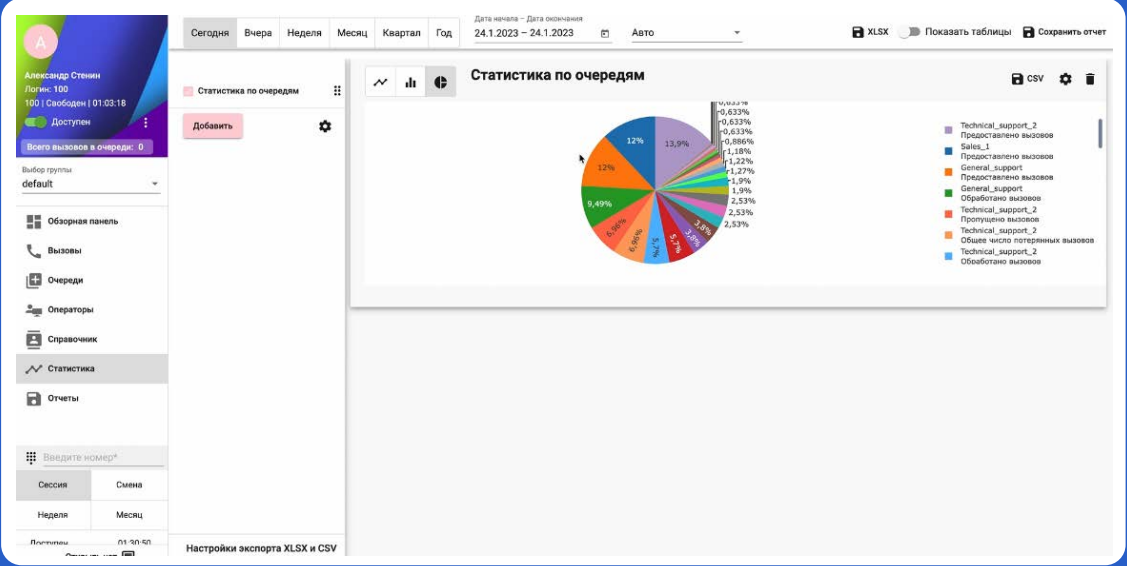 A
Александр Стенин
Логин: 100
100 | Свободен | 01:03:18
Доступен
Всего вызовов в очереди: 0
Выбор группы
default
Обзорная панель
Вызовы
Очереди
Операторы
Справочник
Статистика
Отчеты
Введите номер*
Сессия
Смена
Неделя
Месяц
Доступен 01:30:50
Сегодня
Вчера
Неделя
Месяц
Квартал
Год
Дата начала – Дата окончания
24.1.2023 – 24.1.2023
Авто
XLSX
Показать таблицы
Сохранить отчет
Статистика по очередям
Добавить
Настройки экспорта XLSX и CSV
Статистика по очередям
CSV
0,633%
0,633%
0,633%
0,633%
0,886%
1,18%
1,22%
1,27%
1,9%
1,9%
2,53%
2,53%
2,53%
3,8%
3,8%
5,7%
5,7%
6,96%
6,96%
9,49%
12%
12%
13,9%
Technical_support_2
Предоставлено вызовов
Sales_1
Предоставлено вызовов
General_support
Предоставлено вызовов
General_support
Обработано вызовов
Technical_support_2
Пропущено вызовов
Technical_support_2
Общее число потерянных вызовов
Technical_support_2
Обработано вызовов